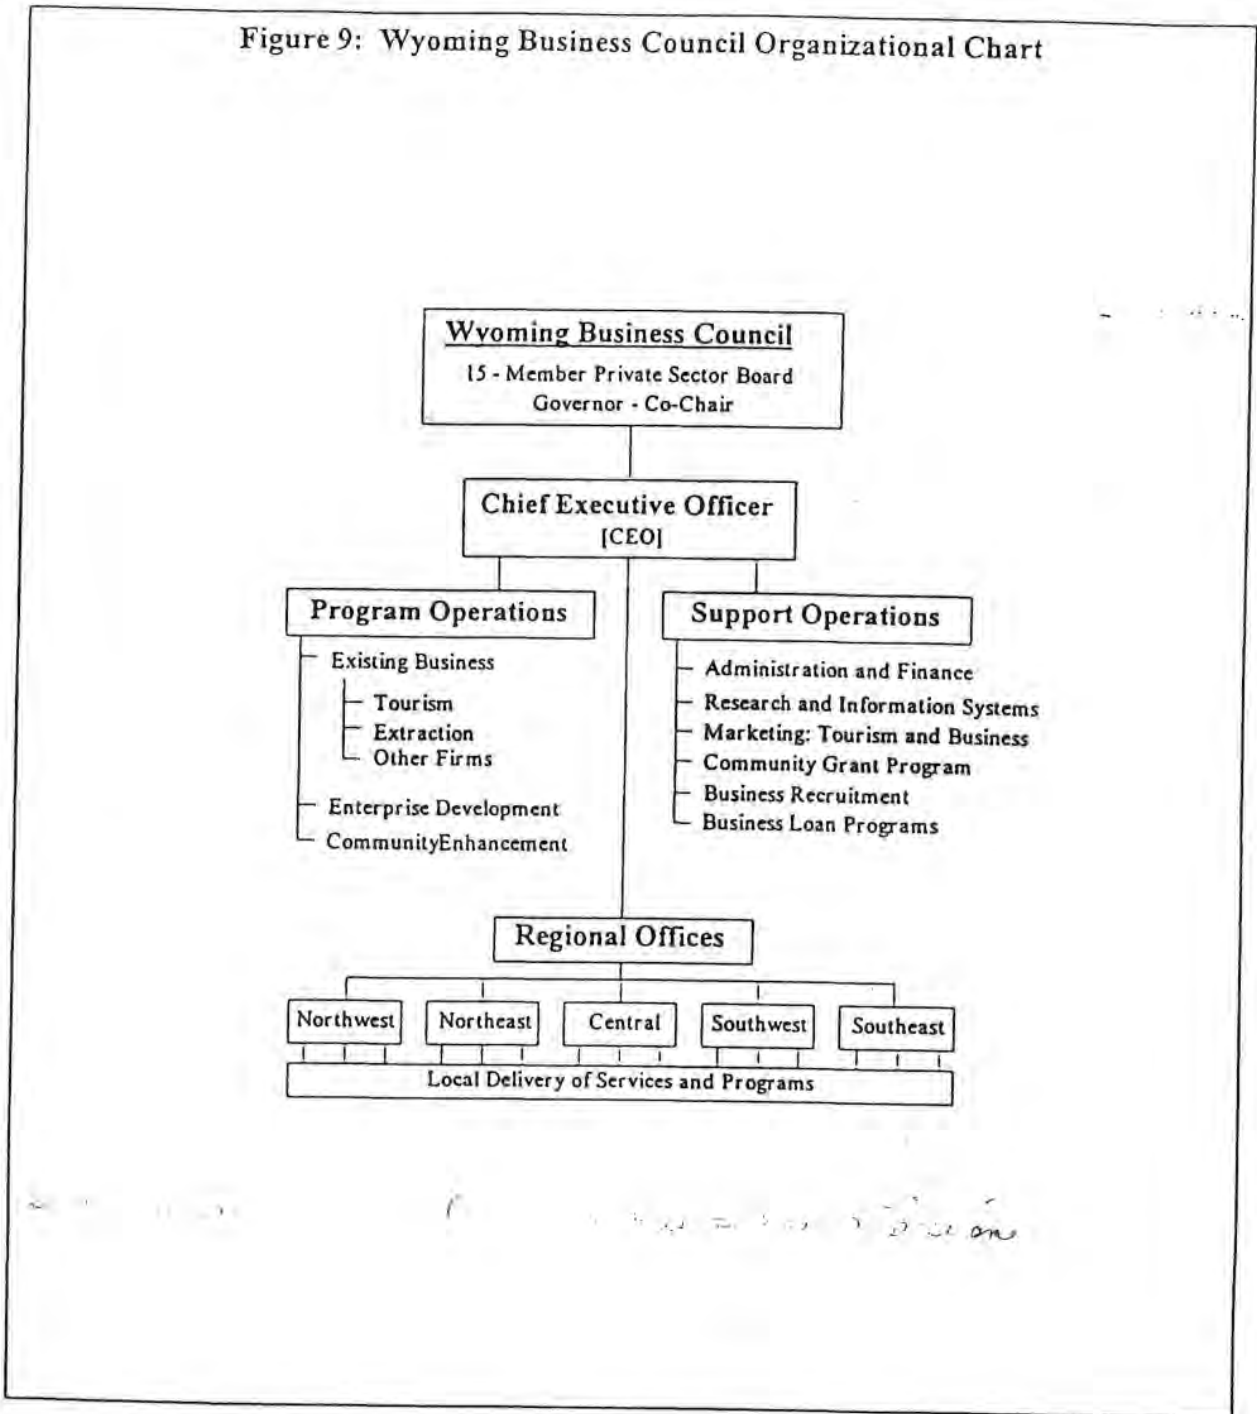 Figure 9: Wyoming Business Council Organizational Chart
Wyoming Business Council
15 - Member Private Sector Board
Governor - Co-Chair
Chief Executive Officer
[CEO]
Program Operations
Existing Business
Tourism
Extraction
Other Firms
Enterprise Development
CommunityEnhancement
Support Operations
Administration and Finance
Research and Information Systems
Marketing: Tourism and Business
Community Grant Program
Business Recruitment
Business Loan Programs
Regional Offices
Northwest
Northeast
Central
Southwest
Southeast
Local Delivery of Services and Programs